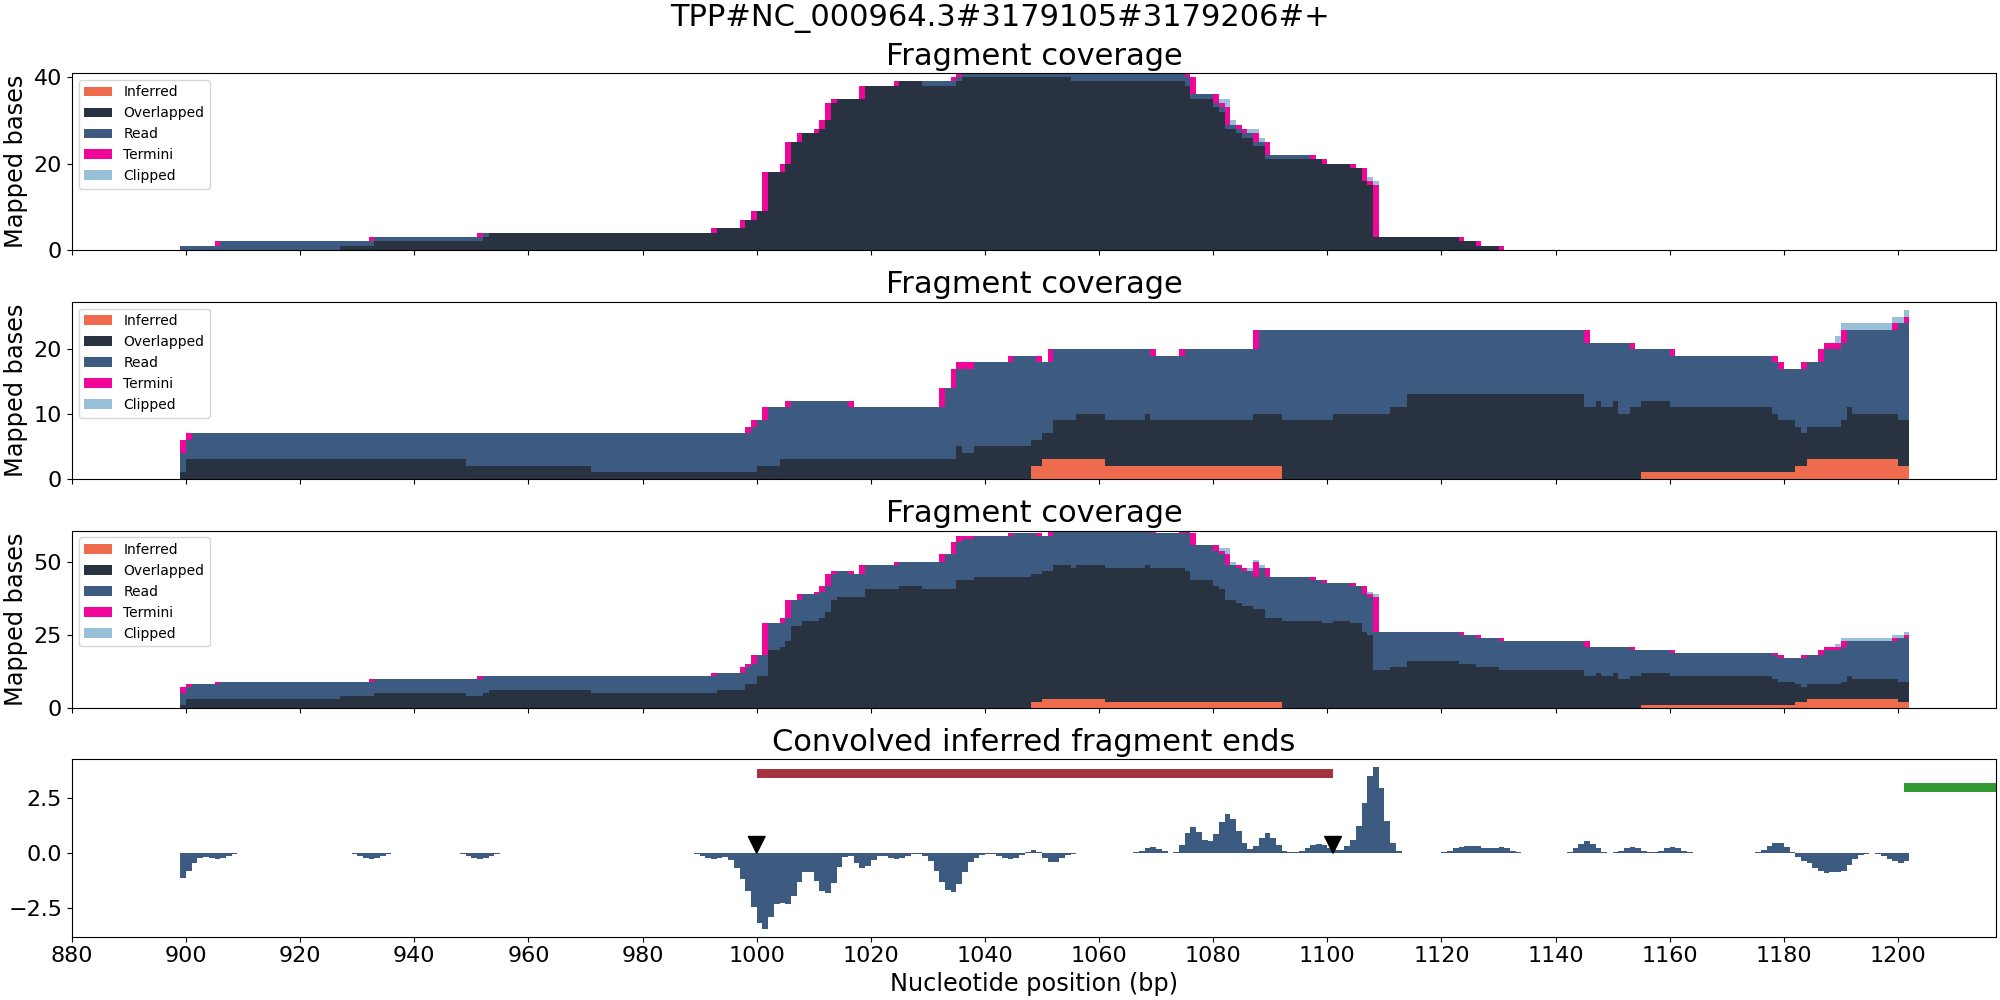 TPP#NC_000964.3#3179105#3179206#+
Fragment coverage
Mapped bases
40
20
0
Inferred
Overlapped
Read
Termini
Clipped
Fragment coverage
Mapped bases
20
10
0
Inferred
Overlapped
Read
Termini
Clipped
Fragment coverage
Mapped bases
50
25
0
Inferred
Overlapped
Read
Termini
Clipped
Convolved inferred fragment ends
2.5
0.0
−2.5
880 900 920 940 960 980 1000 1020 1040 1060 1080 1100 1120 1140 1160 1180 1200
Nucleotide position (bp)